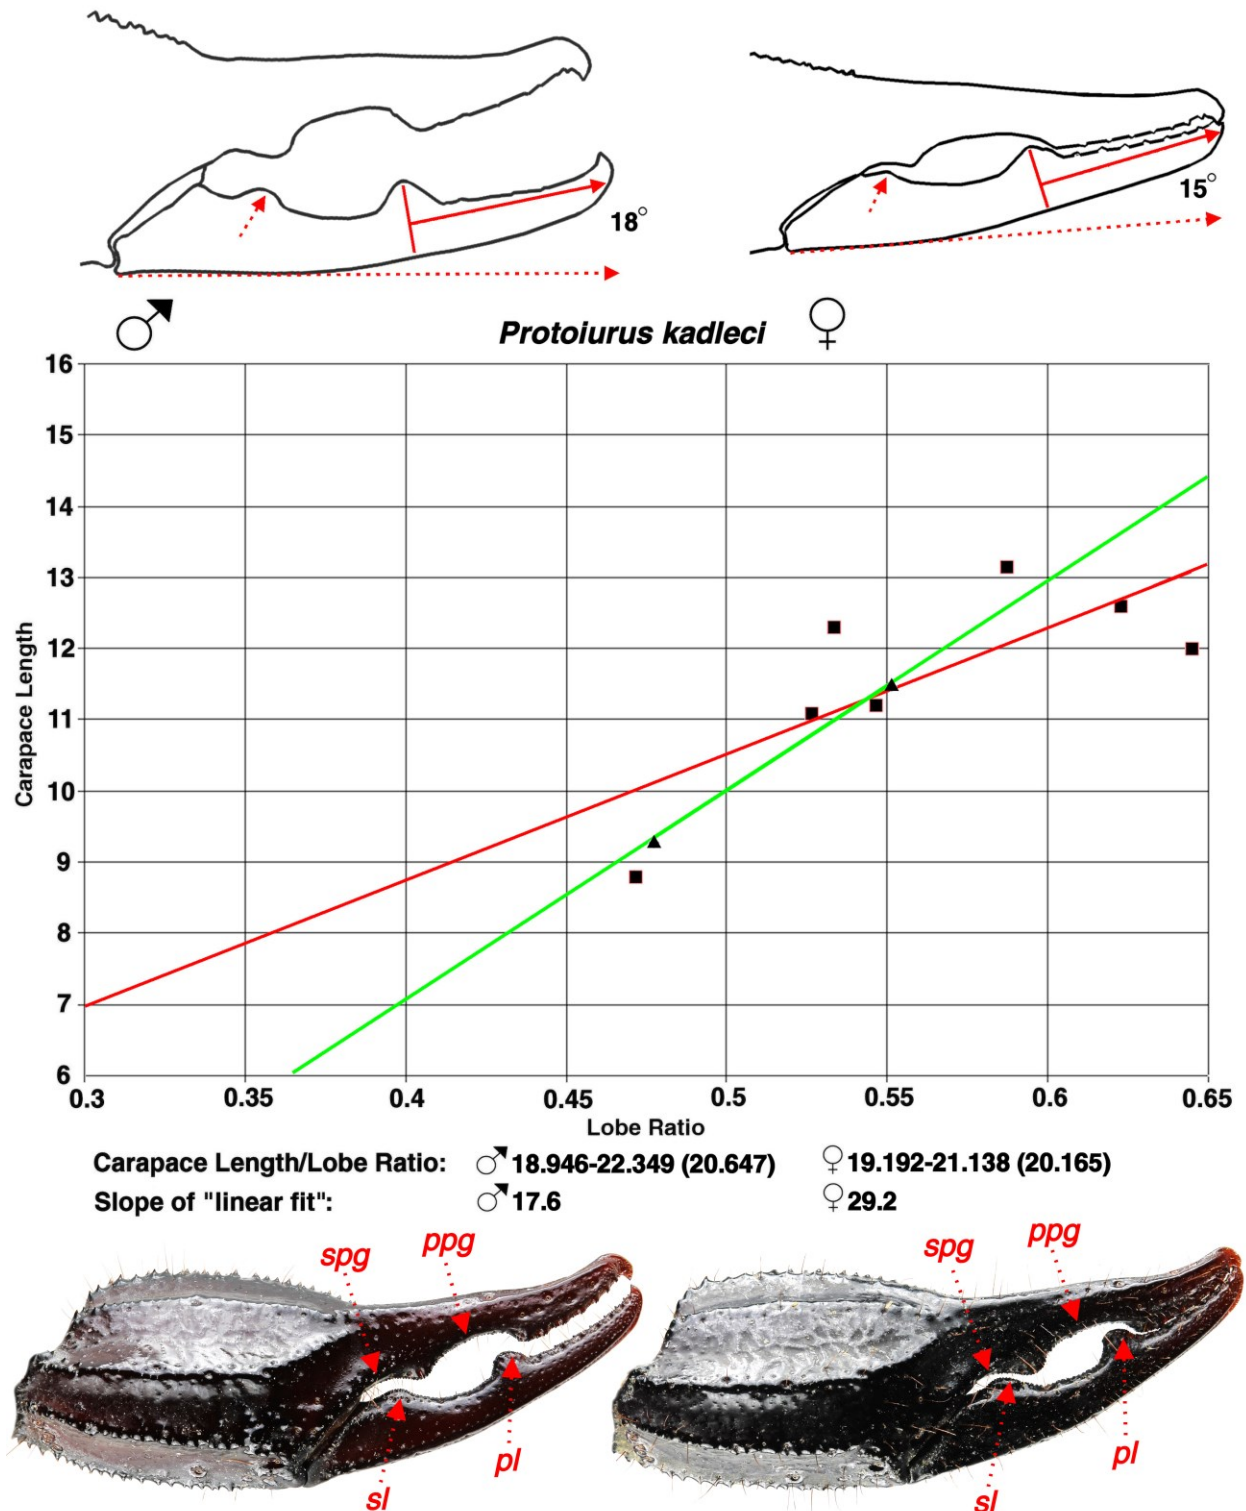 18°
15°
♂ Protoiurus kadleci ♀
16
15
14
13
12
11
10
9
8
7
6
Carapace Length
0.3 0.35 0.4 0.45 0.5 0.55 0.6 0.65
Lobe Ratio
Carapace Length/Lobe Ratio: ♂ 18.946-22.349 (20.647) ♀ 19.192-21.138 (20.165)
Slope of "linear fit": ♂ 17.6 ♀ 29.2
spg ppg spg ppg
sl pl sl pl